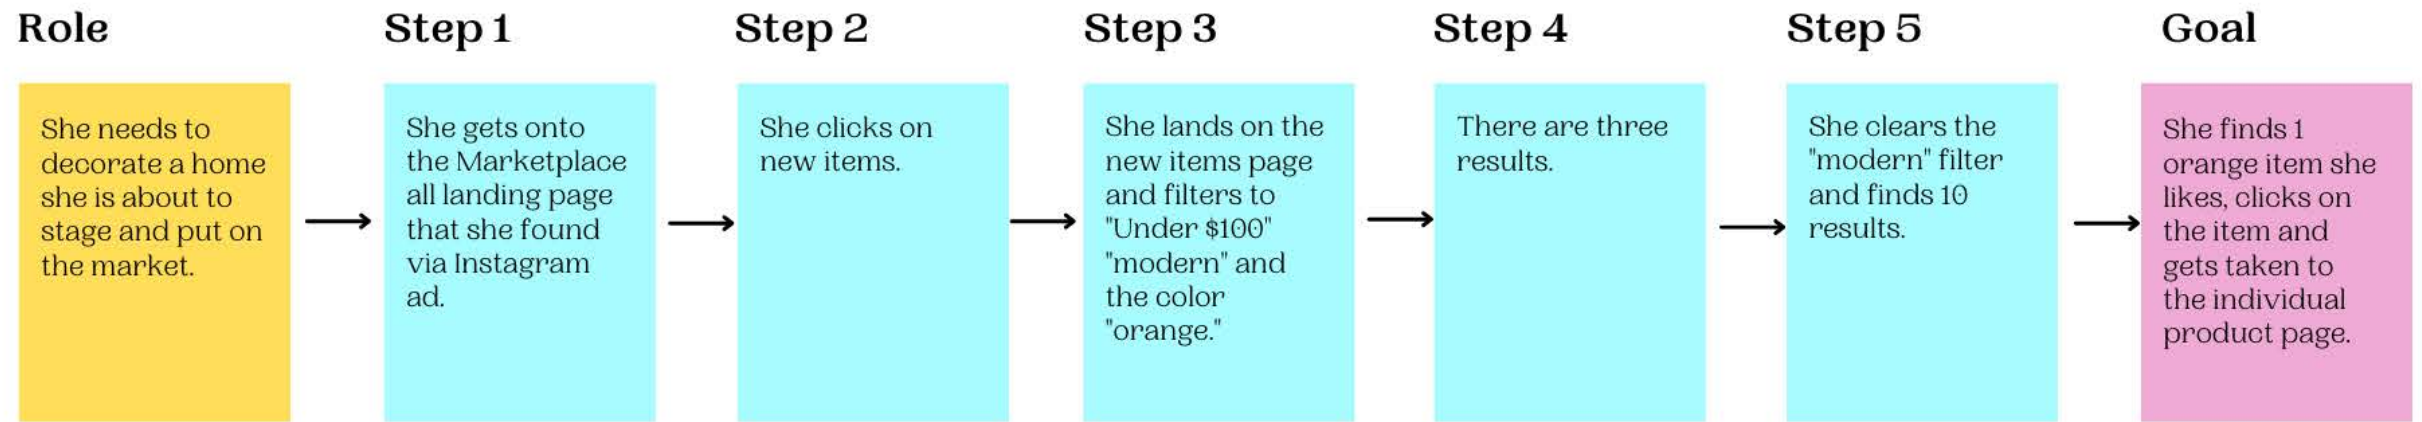 Role
She needs to
decorate a home
she is about to
stage and put on
the market.
Step 1
She gets onto
the Marketplace
all landing page
that she found
via Instagram
ad.
Step 2
She clicks on
new items.
Step 3
She lands on the
new items page
and filters to
"Under $100"
"modern" and
the color
"orange."
Step 4
There are three
results.
Step 5
She clears the
"modern" filter
and finds 10
results.
Goal
She finds 1
orange item she
likes, clicks on
the item and
gets taken to
the individual
product page.